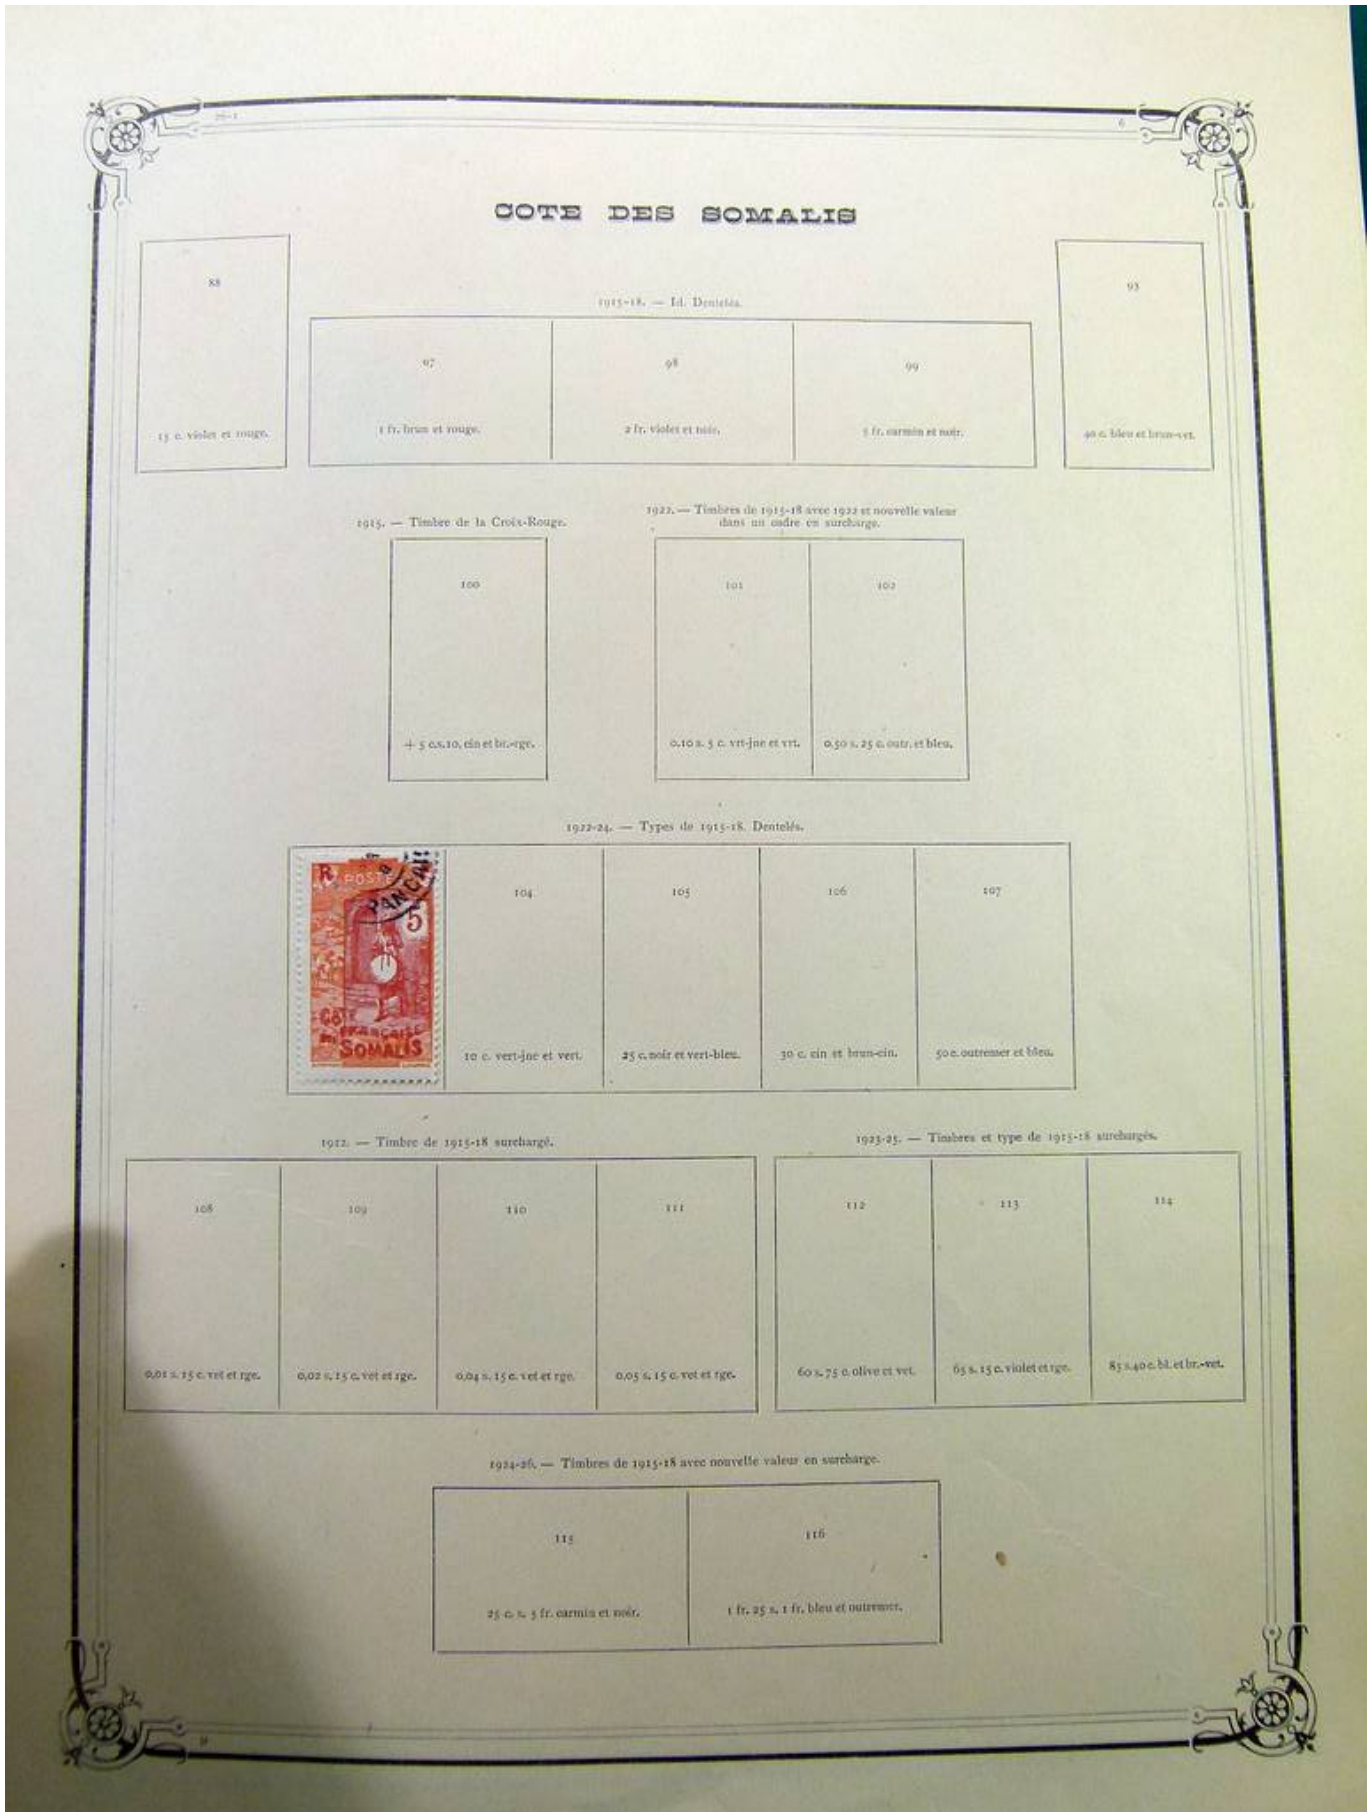 26-1
6
COTE DES SOMALIS
88
15 c. violet et rouge.
1915-18. — Id. Dentelés.
97
1 fr. brun et rouge.
98
2 fr. violet et noir.
99
5 fr. carmin et noir.
93
40 c. bleu et brun-vet.
1915. — Timbre de la Croix-Rouge.
100
+ 5 c.s.10, cin et br.-rge.
1922. — Timbres de 1915-18 avec 1922 et nouvelle valeur
dans un cadre en surcharge.
101
0.10 s. 5 c. vrt-jne et vrt.
102
0.50 s. 25 c. outr. et bleu.
1922-24. — Types de 1915-18. Dentelés.
R
POSTES
PANCA
5
CÔTE
FRANÇAISE
DES
SOMALIS
104
10 c. vert-jne et vert.
105
25 c. noir et vert-bleu.
106
30 c. cin et brun-cin.
107
50 c. outremer et bleu.
1922. — Timbre de 1915-18 surchargé.
108
0,01 s. 15 c. vet et rge.
109
0,02 s. 15 c. vet et rge.
110
0,04 s. 15 c. vet et rge.
111
0,05 s. 15 c. vet et rge.
1923-25. — Timbres et type de 1915-18 surchargés.
112
60 s. 75 c. olive et vet.
113
65 s. 15 c. violet et rge.
114
85 s. 40 c. bl. et br.-vet.
1924-26. — Timbres de 1915-18 avec nouvelle valeur en surcharge.
115
25 c. s. 5 fr. carmin et noir.
116
1 fr. 25 s. 1 fr. bleu et outremer.